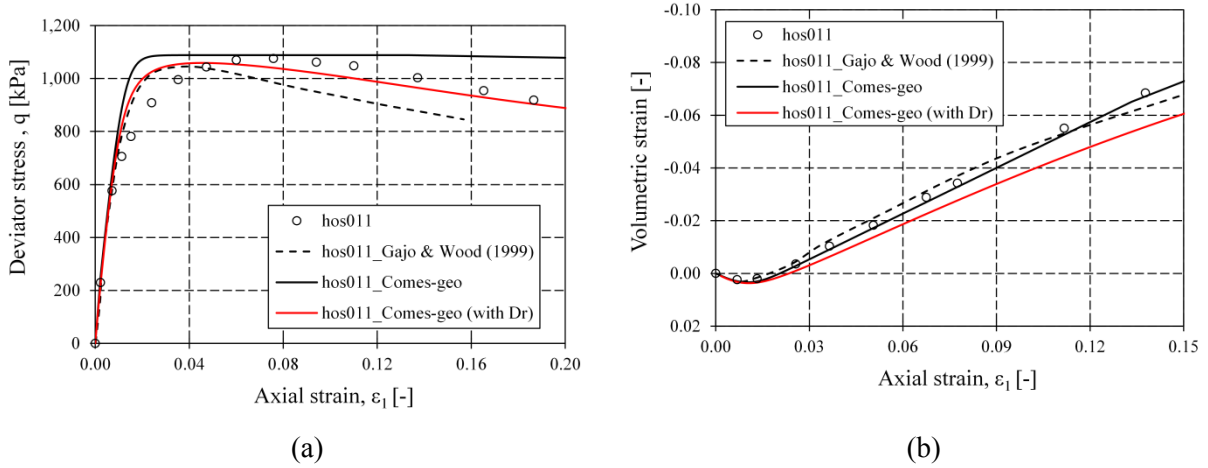 1,200
1,000
800
600
400
200
0
0.00
0.04
0.08
0.12
0.16
0.20
Deviator stress , q [kPa]
Axial strain, ε1 [-]
hos011
hos011_Gajo & Wood (1999)
hos011_Comes-geo
hos011_Comes-geo (with Dr)
(a)
-0.10
-0.08
-0.06
-0.04
-0.02
0.00
0.02
0.00
0.03
0.06
0.09
0.12
0.15
Volumetric strain [-]
Axial strain, ε1 [-]
hos011
hos011_Gajo & Wood (1999)
hos011_Comes-geo
hos011_Comes-geo (with Dr)
(b)